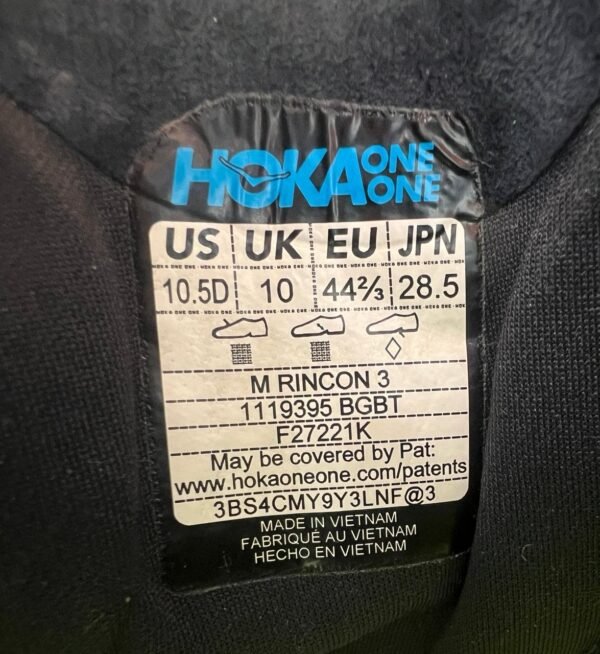 HOKA ONE ONE
US UK EU JPN
10.5D 10 44⅔ 28.5
M RINCON 3
1119395 BGBT
F27221K
May be covered by Pat:
www.hokaoneone.com/patents
3BS4CMY9Y3LNF@3
MADE IN VIETNAM
FABRIQUÉ AU VIETNAM
HECHO EN VIETNAM